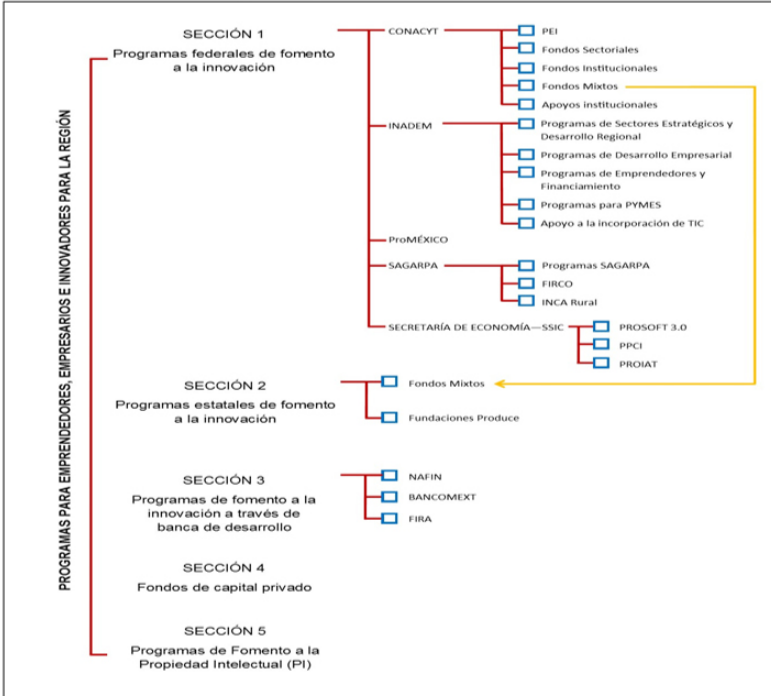 PROGRAMAS PARA EMPRENDEDORES, EMPRESARIOS E INNOVADORES PARA LA REGIÓN
SECCIÓN 1
Programas federales de fomento
a la innovación
CONACYT
PEI
Fondos Sectoriales
Fondos Institucionales
Fondos Mixtos
Apoyos institucionales
INADEM
Programas de Sectores Estratégicos y
Desarrollo Regional
Programas de Desarrollo Empresarial
Programas de Emprendedores y
Financiamiento
Programas para PYMES
Apoyo a la incorporación de TIC
ProMÉXICO
SAGARPA
Programas SAGARPA
FIRCO
INCA Rural
SECRETARÍA DE ECONOMÍA—SSIC
PROSOFT 3.0
PPCI
PROIAT
SECCIÓN 2
Programas estatales de fomento
a la innovación
Fondos Mixtos
Fundaciones Produce
SECCIÓN 3
Programas de fomento a la
innovación a través de
banca de desarrollo
NAFIN
BANCOMEXT
FIRA
SECCIÓN 4
Fondos de capital privado
SECCIÓN 5
Programas de Fomento a la
Propiedad Intelectual (PI)